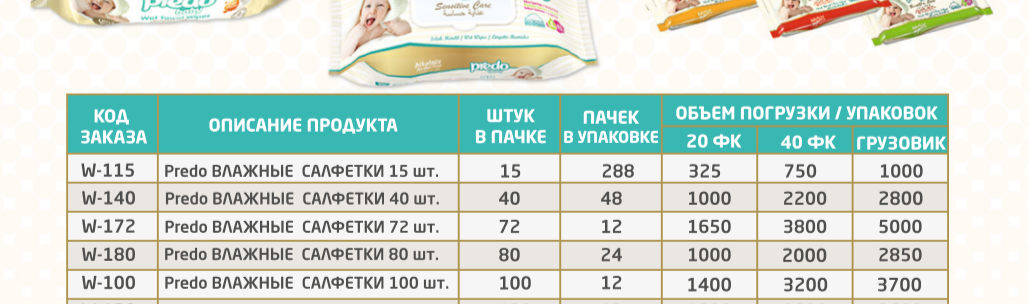 predo
Wet Towel Wipes
Sensitive Care
predo
КОД ЗАКАЗА
ОПИСАНИЕ ПРОДУКТА
ШТУК В ПАЧКЕ
ПАЧЕК В УПАКОВКЕ
ОБЪЕМ ПОГРУЗКИ / УПАКОВОК
20 ФК 40 ФК ГРУЗОВИК
W-115 Predo ВЛАЖНЫЕ САЛФЕТКИ 15 шт. 15 288 325 750 1000
W-140 Predo ВЛАЖНЫЕ САЛФЕТКИ 40 шт. 40 48 1000 2200 2800
W-172 Predo ВЛАЖНЫЕ САЛФЕТКИ 72 шт. 72 12 1650 3800 5000
W-180 Predo ВЛАЖНЫЕ САЛФЕТКИ 80 шт. 80 24 1000 2000 2850
W-100 Predo ВЛАЖНЫЕ САЛФЕТКИ 100 шт. 100 12 1400 3200 3700